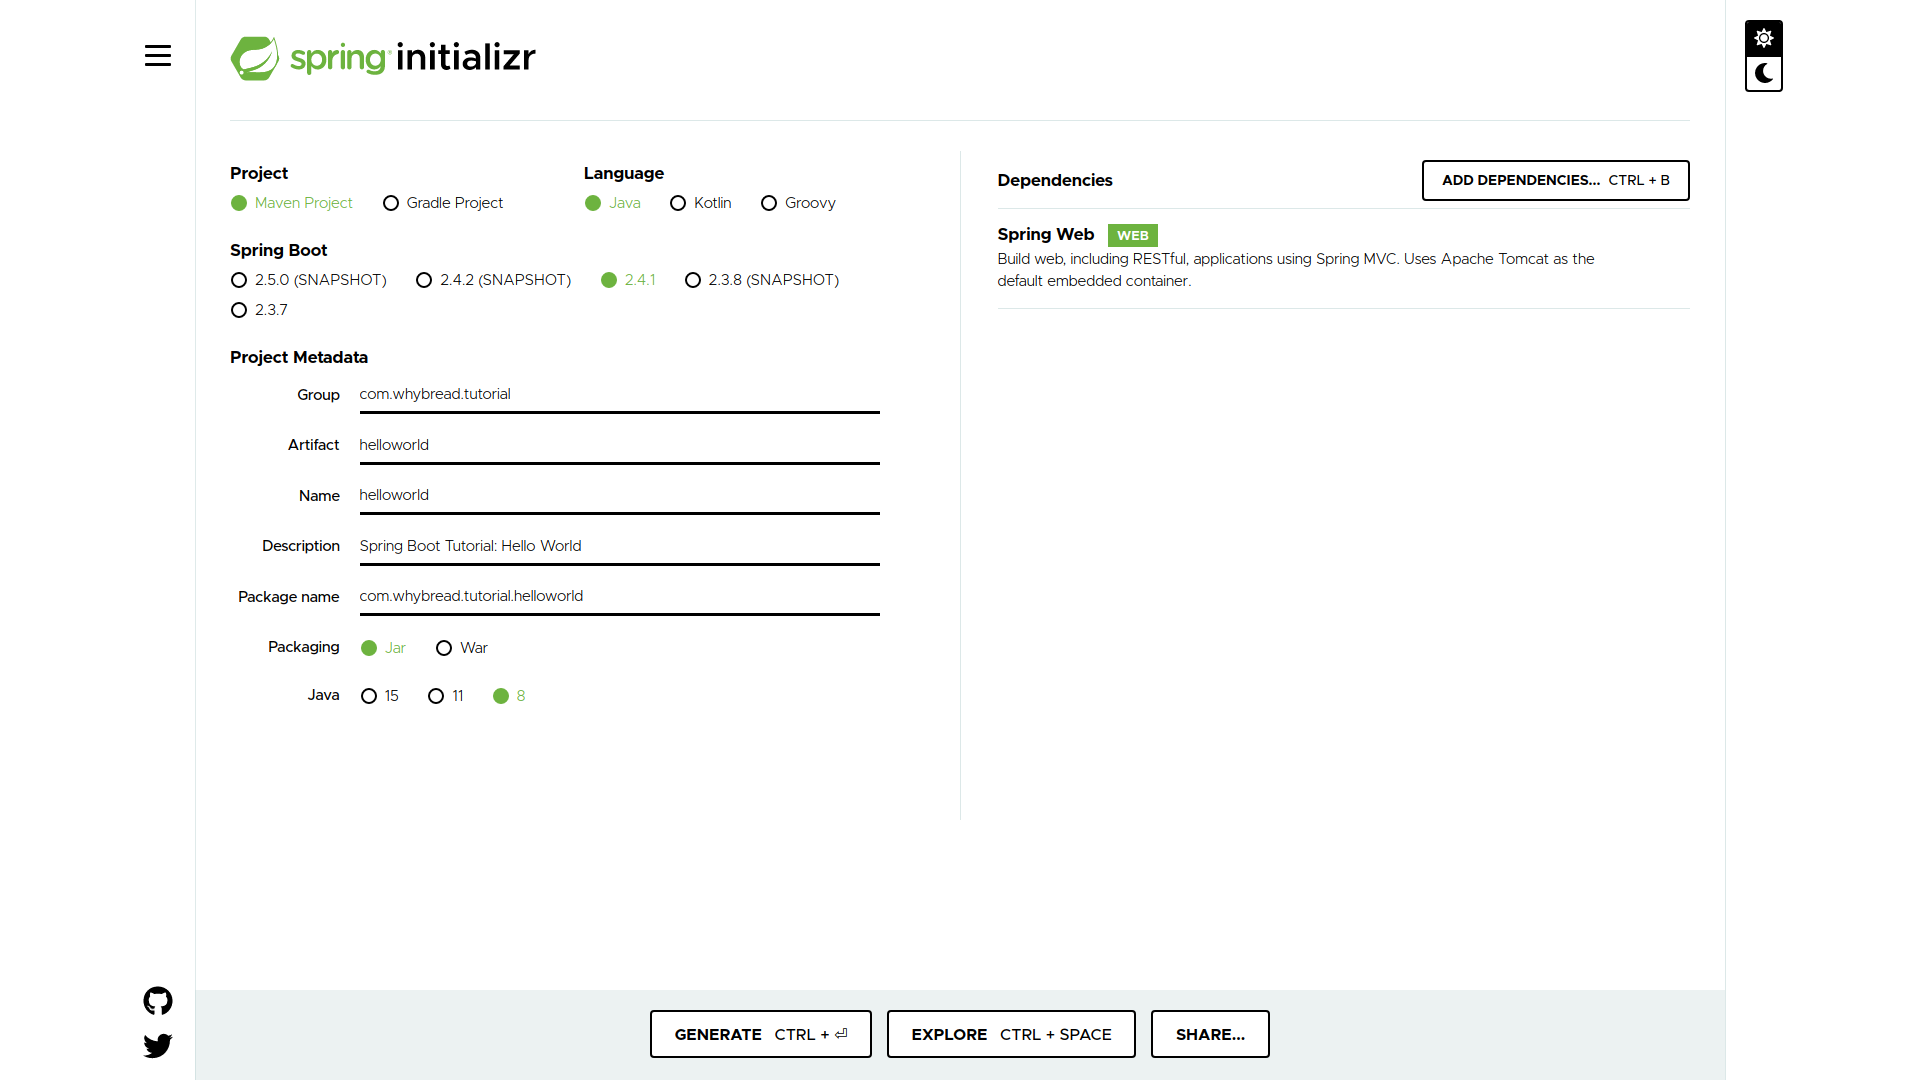 spring initializr
Project
Maven Project Gradle Project
Language
Java Kotlin Groovy
Spring Boot
2.5.0 (SNAPSHOT) 2.4.2 (SNAPSHOT) 2.4.1 2.3.8 (SNAPSHOT)
2.3.7
Project Metadata
Group com.whybread.tutorial
Artifact helloworld
Name helloworld
Description Spring Boot Tutorial: Hello World
Package name com.whybread.tutorial.helloworld
Packaging Jar War
Java 15 11 8
Dependencies
ADD DEPENDENCIES... CTRL + B
Spring Web WEB
Build web, including RESTful, applications using Spring MVC. Uses Apache Tomcat as the
default embedded container.
GENERATE CTRL + ⏎
EXPLORE CTRL + SPACE
SHARE...